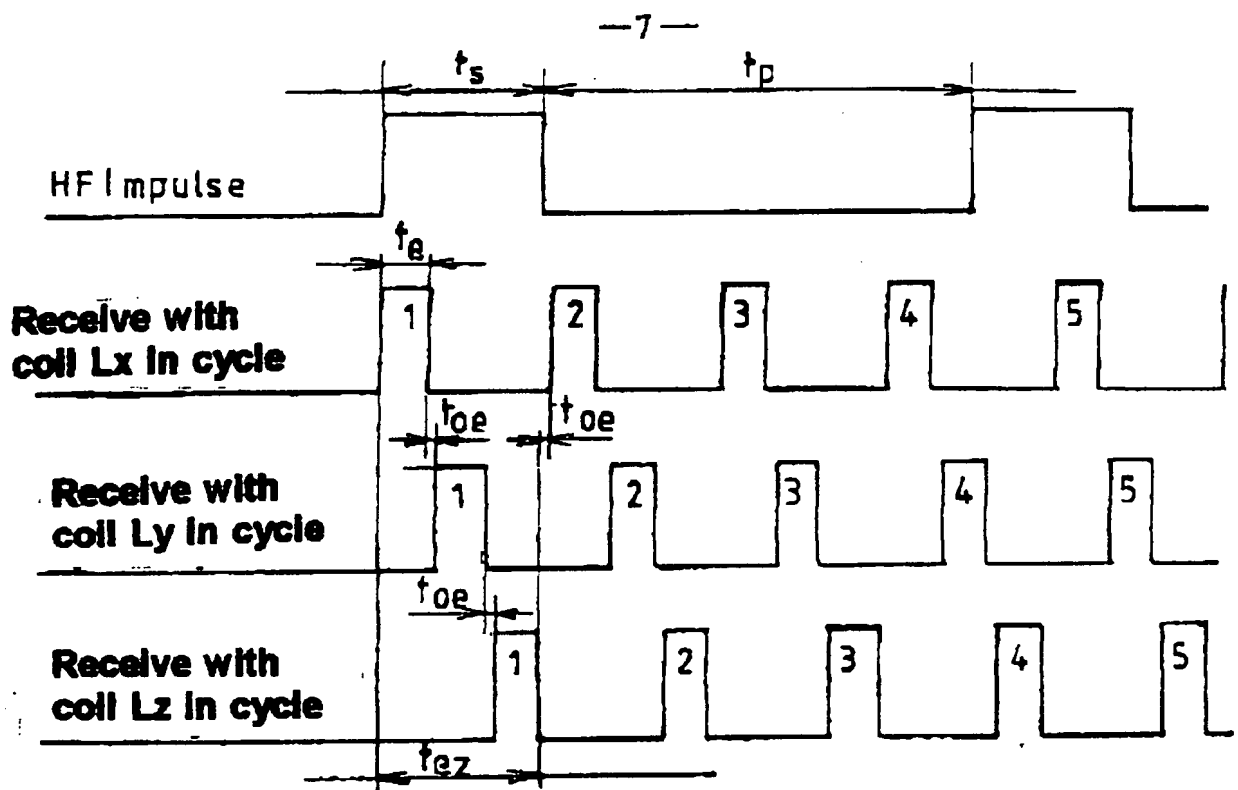 —7—
ts
tp
HF Impulse
te
Receive with
coil Lx in cycle
1 2 3 4 5
toe
toe
Receive with
coil Ly in cycle
1 2 3 4 5
toe
Receive with
coil Lz in cycle
1 2 3 4 5
tez